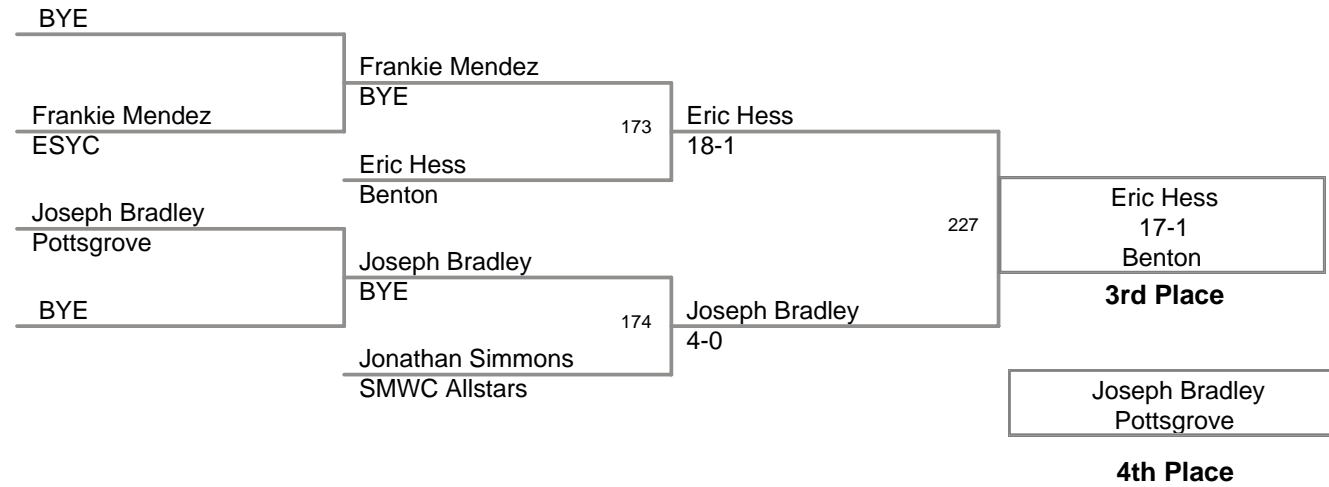 BYE
Frankie Mendez
BYE
Frankie Mendez
ESYC
173
Eric Hess
18-1
Eric Hess
Benton
Joseph Bradley
Pottsgrove
227
Eric Hess
17-1
Benton
3rd Place
Joseph Bradley
BYE
BYE
174
Joseph Bradley
4-0
Jonathan Simmons
SMWC Allstars
Joseph Bradley
Pottsgrove
4th Place